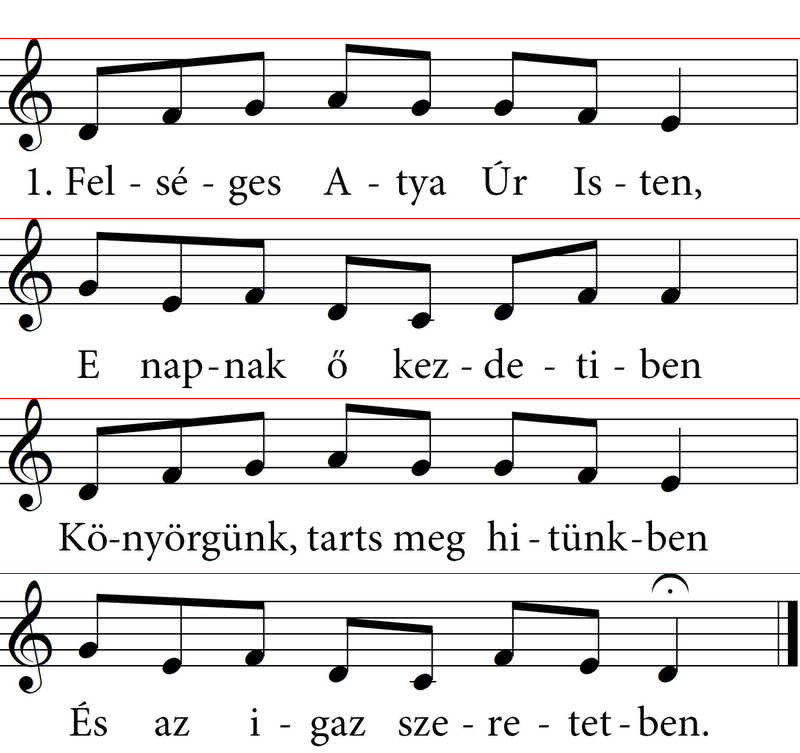 1. Fel - sé - ges A - tya Úr Is - ten,
E nap - nak ő kez - de - ti - ben
Kö-nyörgünk, tarts meg hi - tünk - ben
És az i - gaz sze - re - tet - ben.